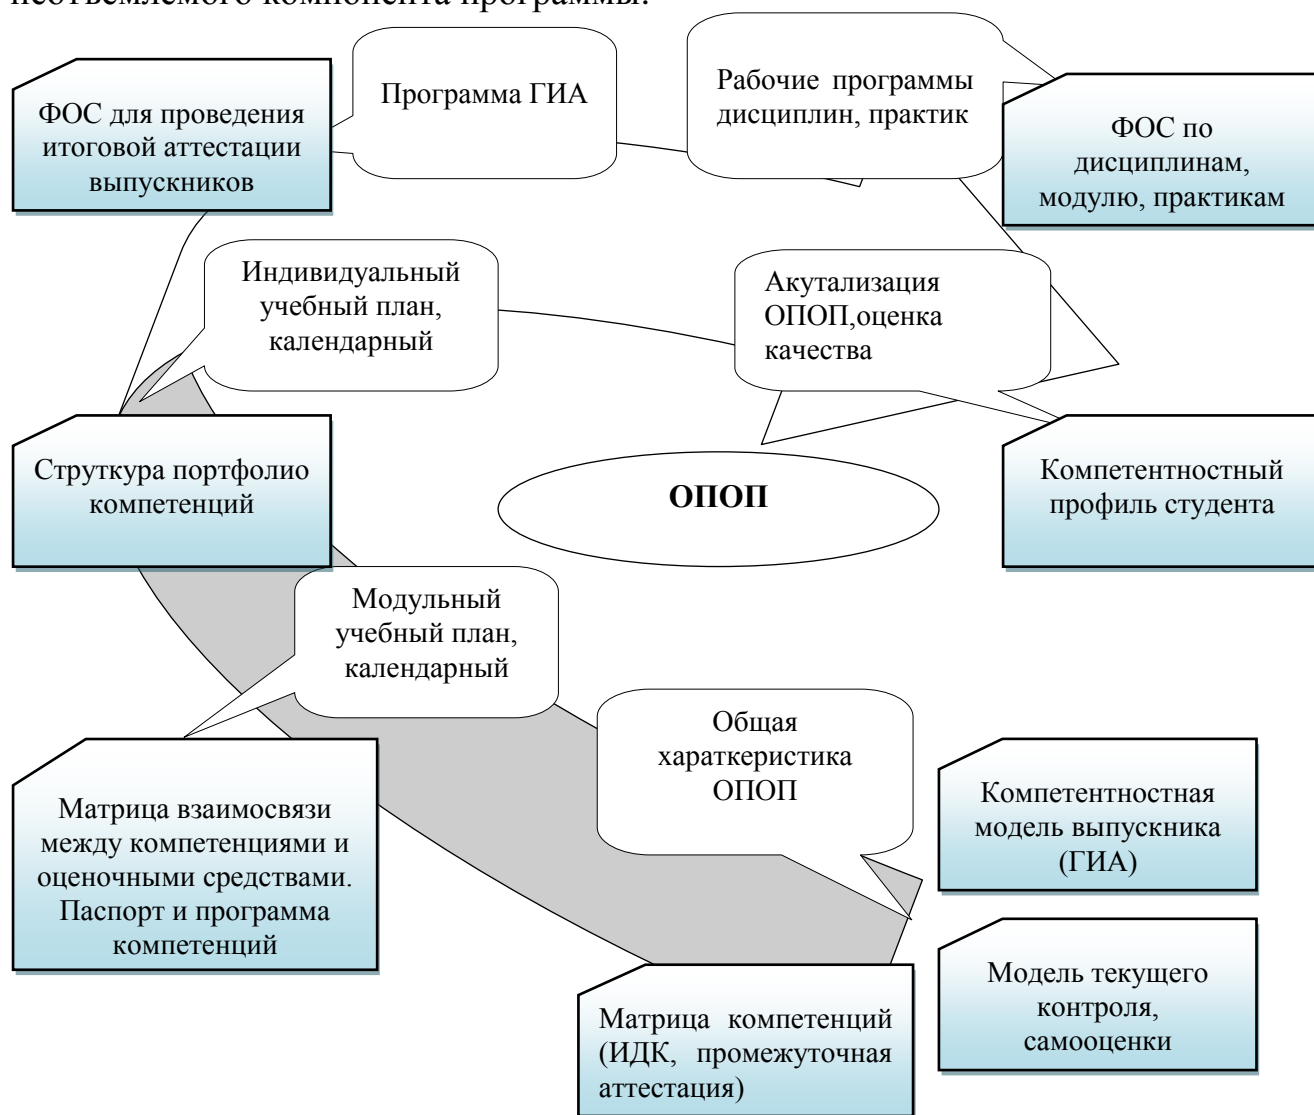 неотъемлемого компонента программы.
ФОС для проведения
итоговой аттестации
выпускников
Программа ГИА
Рабочие программы
дисциплин, практик
ФОС по
дисциплинам,
модулю, практикам
Индивидуальный
учебный план,
календарный
Акутализация
ОПОП,оценка
качества
Струткура портфолио
компетенций
ОПОП
Компетентностный
профиль студента
Модульный
учебный план,
календарный
Общая
хараткеристика
ОПОП
Матрица взаимосвязи
между компетенциями и
оценочными средствами.
Паспорт и программа
компетенций
Компетентностная
модель выпускника
(ГИА)
Модель текущего
контроля,
самооценки
Матрица компетенций
(ИДК, промежуточная
аттестация)